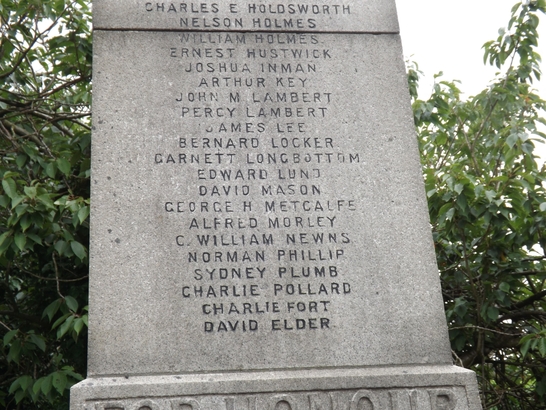 CHARLES E HOLDSWORTH
NELSON HOLMES
WILLIAM HOLMES
ERNEST HUSTWICK
JOSHUA INMAN
ARTHUR KEY
JOHN M LAMBERT
PERCY LAMBERT
JAMES LEE
BERNARD LOCKER
GARNETT LONGBOTTOM
EDWARD LUND
DAVID MASON
GEORGE H METCALFE
ALFRED MORLEY
C. WILLIAM NEWNS
NORMAN PHILLIP
SYDNEY PLUMB
CHARLIE POLLARD
CHARLIE FORT
DAVID ELDER
FOR HONOUR